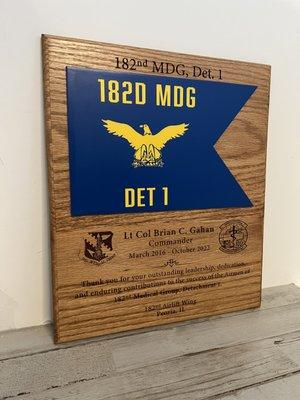 182nd MDG, Det. 1
182D MDG
DET 1
Lt Col Brian C. Gahan
Commander
March 2016 - October 2022
Thank you for your outstanding leadership, dedication,
and enduring contributions to the success of the Airmen of
182nd Medical Group, Detachment 1.
182nd Airlift Wing
Peoria, IL